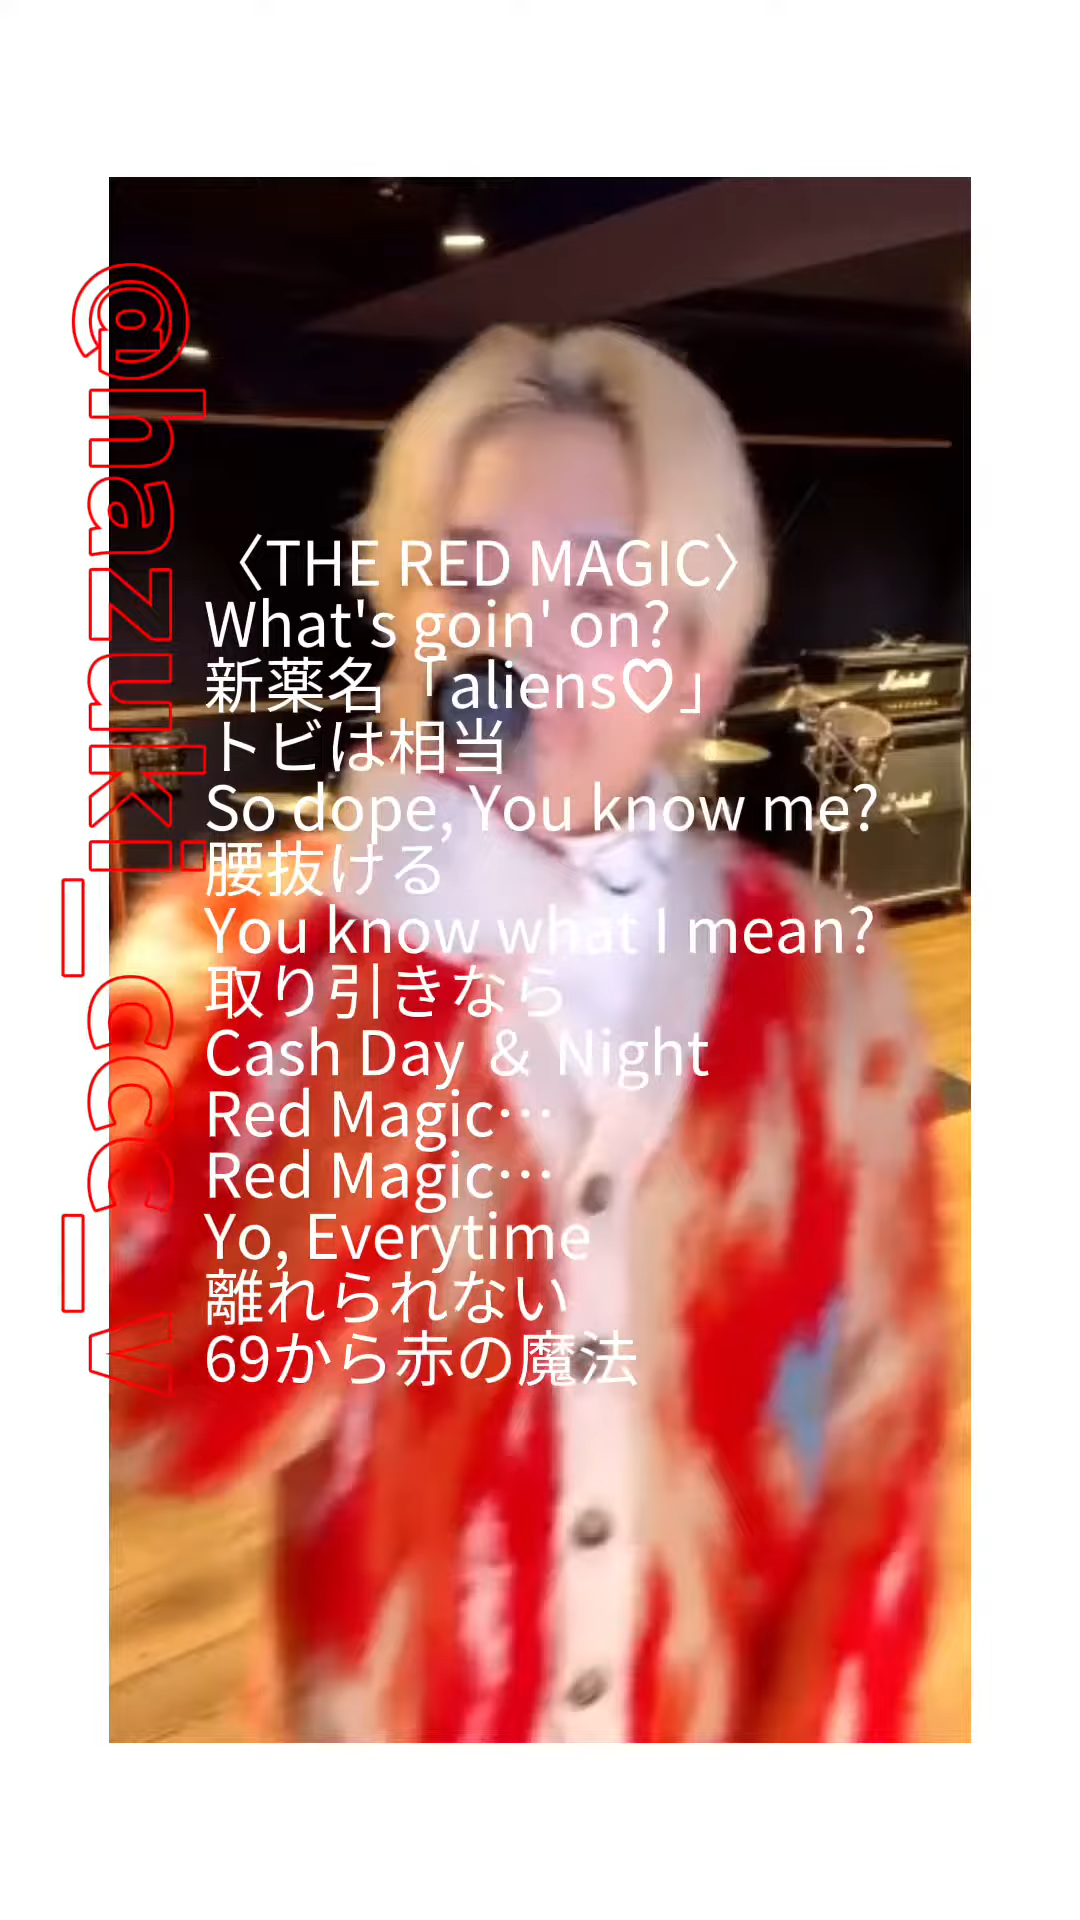 @hazuki_ccc_v
〈THE RED MAGIC〉
What's goin' on?
新薬名「aliens♡」
トビは相当
So dope, You know me?
腰抜ける
You know what I mean?
取り引きなら
Cash Day ＆ Night
Red Magic…
Red Magic…
Yo, Everytime
離れられない
69から赤の魔法
Marshall
Marshall